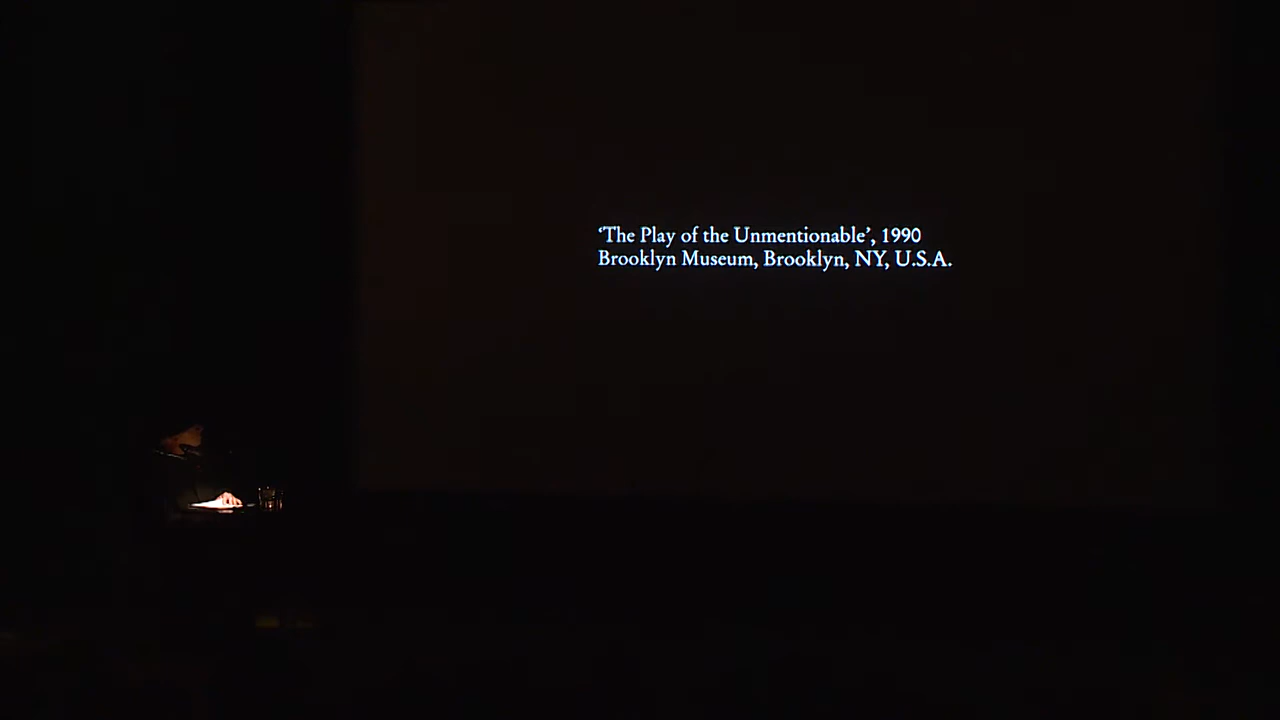 ‘The Play of the Unmentionable’, 1990
Brooklyn Museum, Brooklyn, NY, U.S.A.